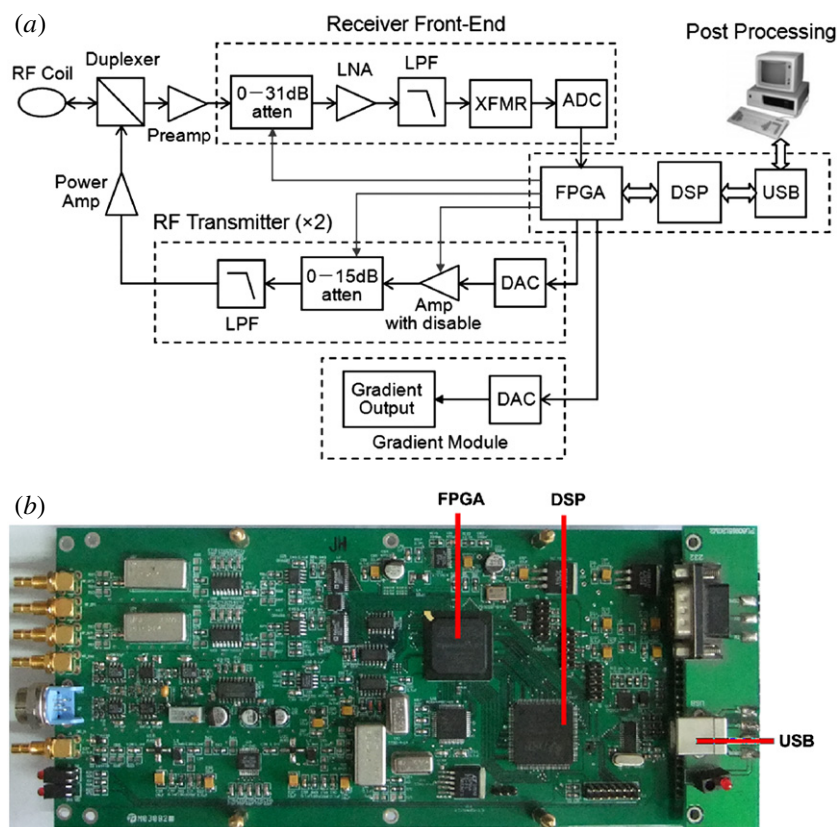 (a)
Receiver Front-End
Post Processing
Duplexer
RF Coil
0–31dB
atten
LNA
LPF
XFMR
ADC
Preamp
Power
Amp
FPGA
DSP
USB
RF Transmitter (×2)
LPF
0–15dB
atten
Amp
with disable
DAC
Gradient
Output
DAC
Gradient Module
(b)
FPGA
DSP
JH
USB